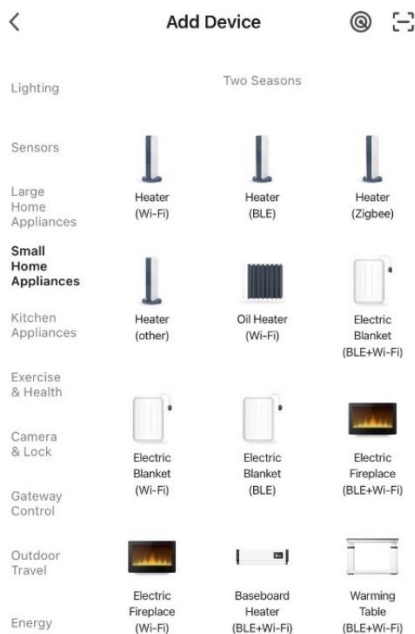 Add Device
Lighting
Sensors
Large
Home
Appliances
Small
Home
Appliances
Kitchen
Appliances
Exercise
& Health
Camera
& Lock
Gateway
Control
Outdoor
Travel
Energy
Two Seasons
Heater
(Wi-Fi)
Heater
(BLE)
Heater
(Zigbee)
Heater
(other)
Oil Heater
(Wi-Fi)
Electric
Blanket
(BLE+Wi-Fi)
Electric
Blanket
(Wi-Fi)
Electric
Blanket
(BLE)
Electric
Fireplace
(BLE+Wi-Fi)
Electric
Fireplace
(Wi-Fi)
Baseboard
Heater
(BLE+Wi-Fi)
Warming
Table
(BLE+Wi-Fi)